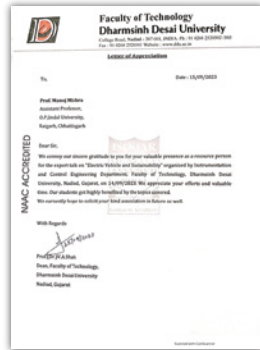 Faculty of Technology
Dharmsinh Desai University
College Road, Nadiad - 387 001,
Letter of Appreciation
To,
Date : 15/09/2023
Prof. Manoj Mishra
Assistant Professor,
O.P. Jindal University,
Raigarh, Chhattisgarh
NAAC ACCREDITED
Dear Sir,
We convey our sincere gratitude to you for your valuable presence as a resource person
for the expert talk on "Electric Vehicle and Sustainability" organized by Instrumentation
and Control Engineering Department, Faculty of Technology, Dharmsinh Desai
University, Nadiad, Gujarat, on 14/09/2023. We appreciate your efforts and valuable
time. Our students got highly benefited by the topics covered.
We earnestly hope to solicit your kind association in future as well.
With Regards
Dean, Faculty of Technology,
Dharmsinh Desai University
Nadiad, Gujarat